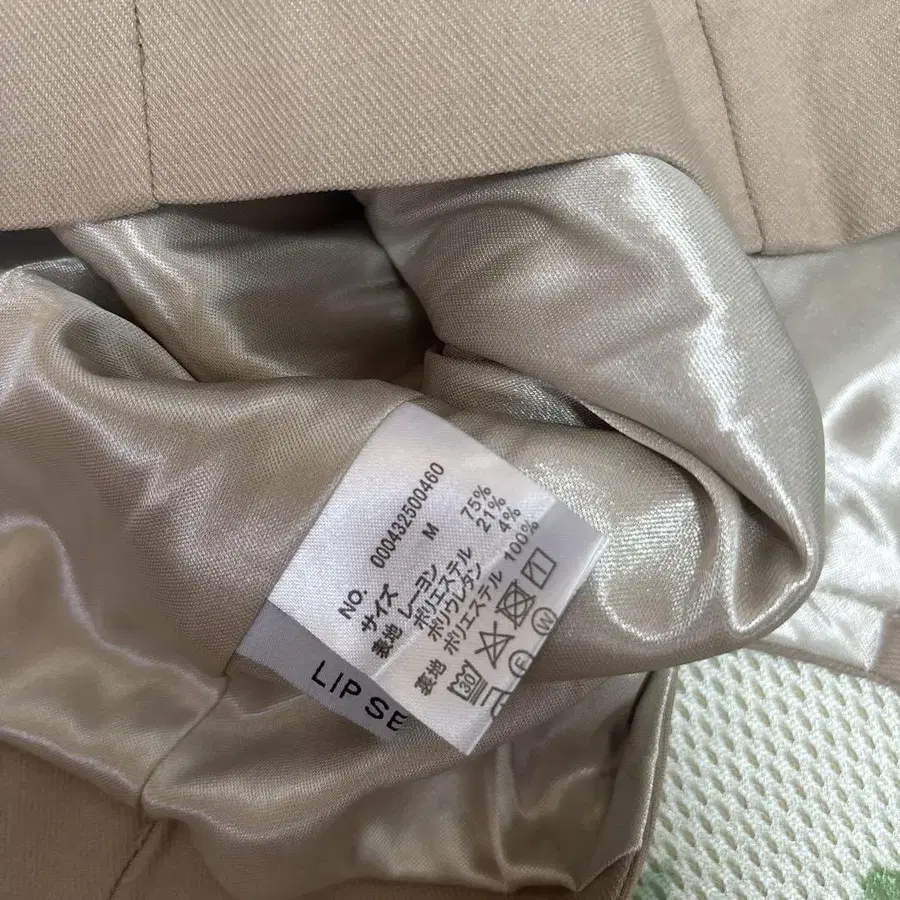 NO. 000432500460
サイズ M
表地 レーヨン 75%
ポリエステル 21%
ポリウレタン 4%
裏地 ポリエステル 100%
30
F W
LIP SE